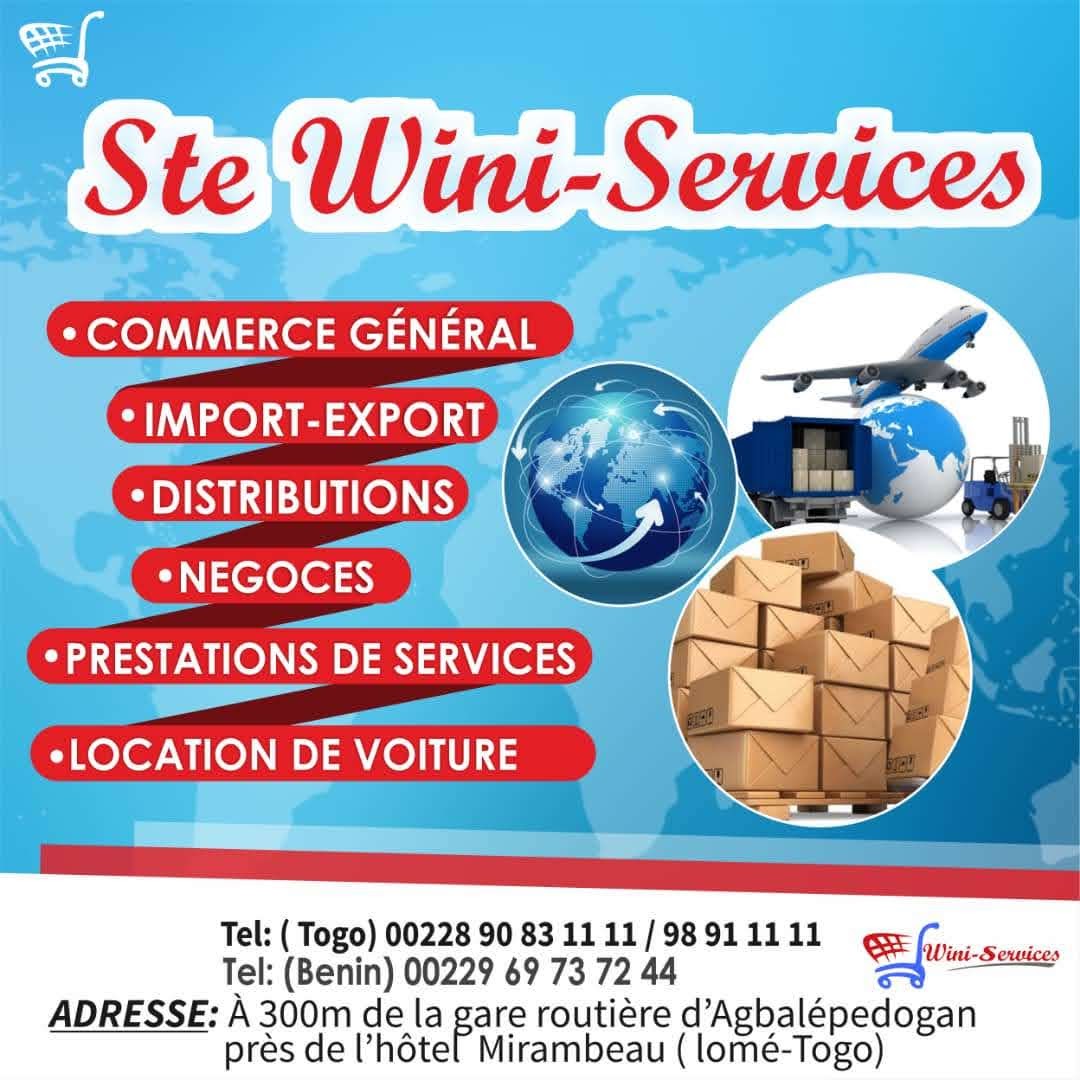 Ste Wini-Services
• COMMERCE GÉNÉRAL
• IMPORT-EXPORT
• DISTRIBUTIONS
• NEGOCES
• PRESTATIONS DE SERVICES
• LOCATION DE VOITURE
Tel: ( Togo) 00228 90 83 11 11 / 98 91 11 11
Tel: (Benin) 00229 69 73 72 44
Wini-Services
ADRESSE: À 300m de la gare routière d’Agbalépedogan
près de l’hôtel Mirambeau ( lomé-Togo)